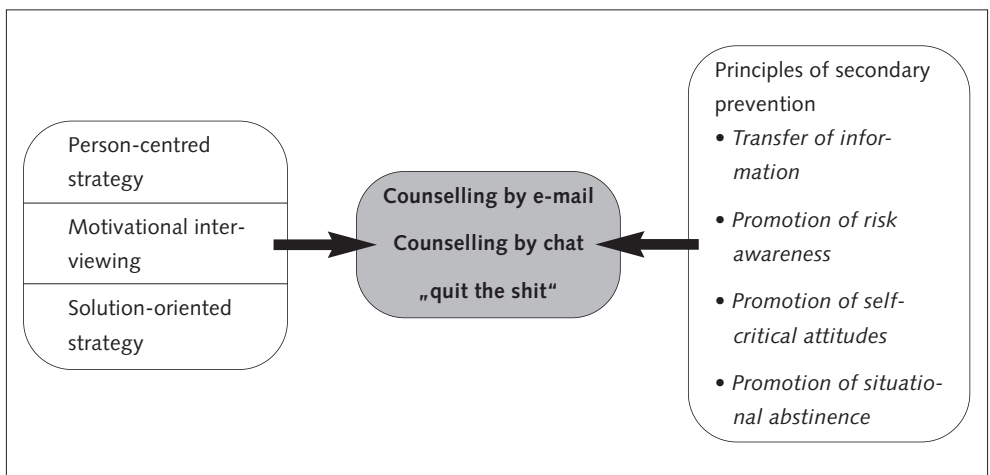 Person-centred
strategy
Motivational inter-
viewing
Solution-oriented
strategy
Counselling by e-mail
Counselling by chat
„quit the shit“
Principles of secondary
prevention
• Transfer of infor-
mation
• Promotion of risk
awareness
• Promotion of self-
critical attitudes
• Promotion of situatio-
nal abstinence